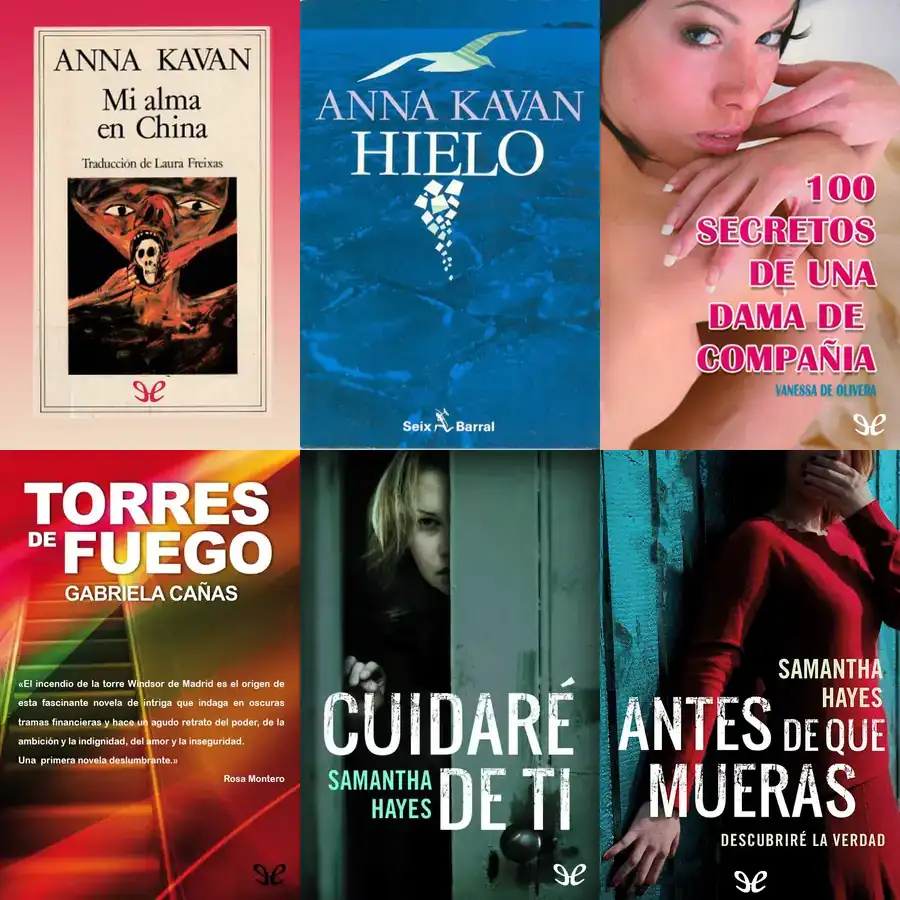 ANNA KAVAN
Mi alma
en China
Traducción de Laura Freixas
ANNA KAVAN
HIELO
Seix Barral
100
SECRETOS
DE UNA
DAMA DE
COMPAÑIA
VANESSA DE OLIVERA
TORRES
DE FUEGO
GABRIELA CAÑAS
«El incendio de la torre Windsor de Madrid es el origen de
esta fascinante novela de intriga que indaga en oscuras
tramas financieras y hace un agudo retrato del poder, de la
ambición y la indignidad, del amor y la inseguridad.
Una primera novela deslumbrante.»
Rosa Montero
CUIDARÉ
SAMANTHA
HAYES
DE TI
SAMANTHA
HAYES
ANTES DE QUE
MUERAS
DESCUBRIRÉ LA VERDAD